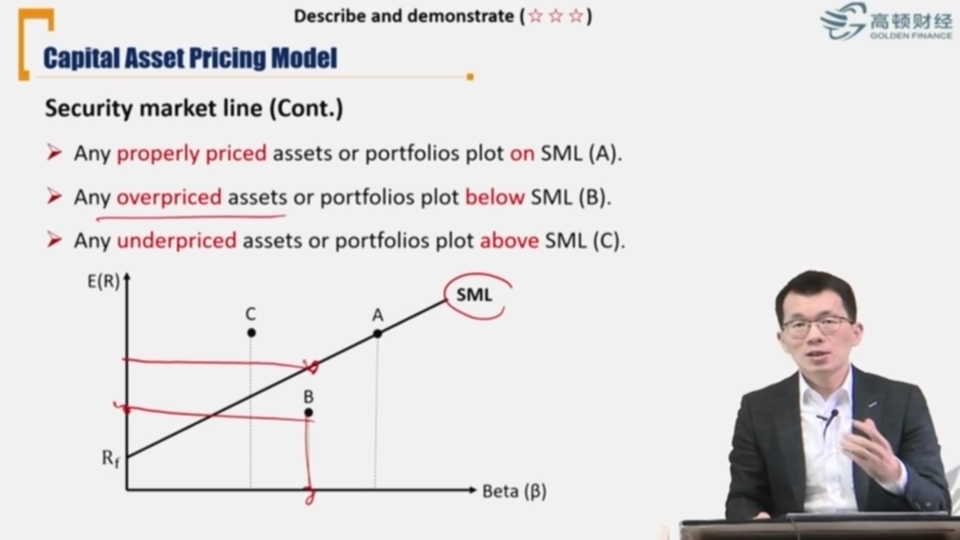 Describe and demonstrate (☆ ☆ ☆)
高顿财经
GOLDEN FINANCE
Capital Asset Pricing Model
Security market line (Cont.)
➤ Any properly priced assets or portfolios plot on SML (A).
➤ Any overpriced assets or portfolios plot below SML (B).
➤ Any underpriced assets or portfolios plot above SML (C).
E(R)
SML
C
A
B
Rf
Beta (β)